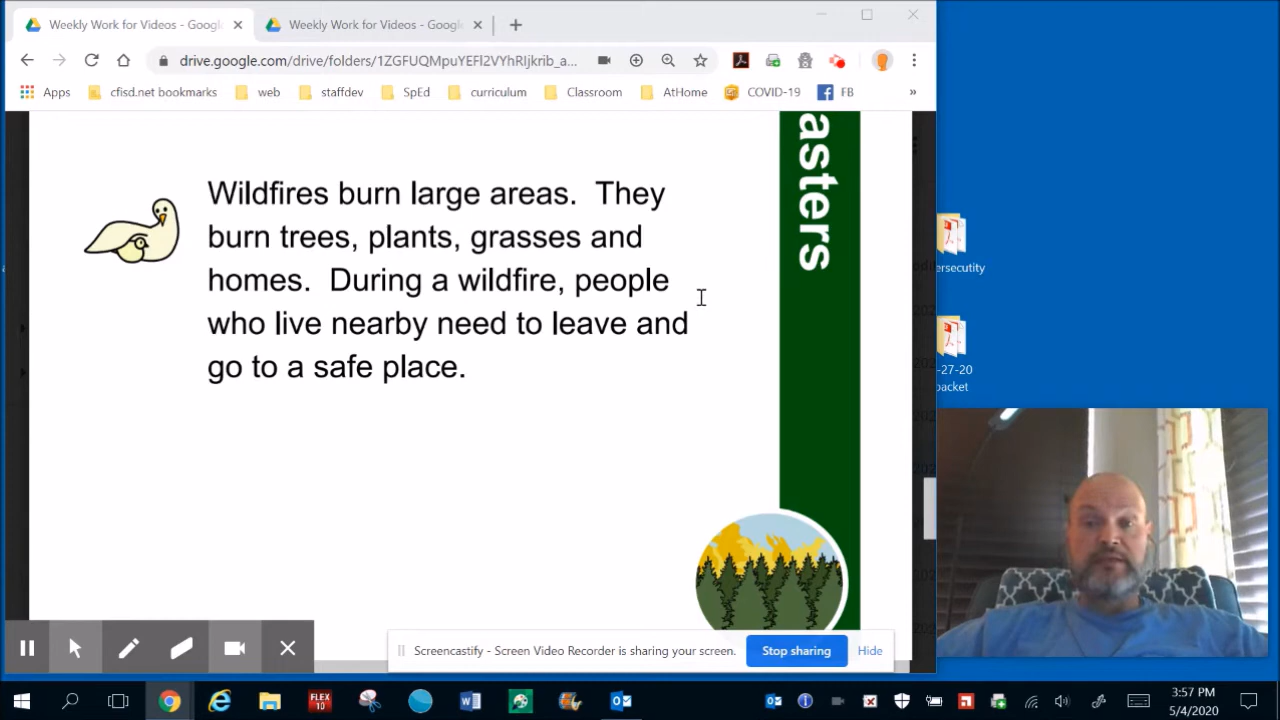 Weekly Work for Videos - Googl
Weekly Work for Videos - Google
drive.google.com/drive/folders/1ZGFUQMpuYEFl2VYhRIjkrib_a...
Apps
cfisd.net bookmarks
web
staffdev
SpEd
curriculum
Classroom
AtHome
COVID-19
FB
»
asters
Wildfires burn large areas. They
burn trees, plants, grasses and
homes. During a wildfire, people
who live nearby need to leave and
go to a safe place.
ersecutity
-27-20
packet
Screencastify - Screen Video Recorder is sharing your screen.
Stop sharing
Hide
FLEX
10
3:57 PM
5/4/2020